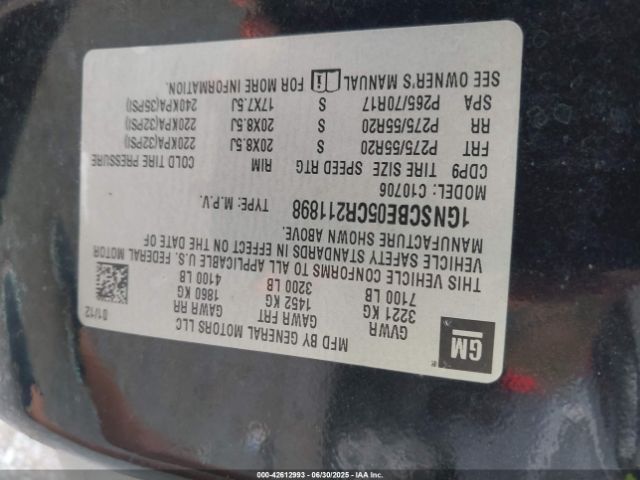 GM
MFD BY GENERAL MOTORS LLC 01/12
GVWR GAWR FRT GAWR RR
3221 KG 1452 KG 1860 KG
7100 LB 3200 LB 4100 LB
THIS VEHICLE CONFORMS TO ALL APPLICABLE U.S. FEDERAL MOTOR
VEHICLE SAFETY STANDARDS IN EFFECT ON THE DATE OF
MANUFACTURE SHOWN ABOVE.
1GNSCBE05CR211898 TYPE: M.P.V.
MODEL: C10706
CDP9 TIRE SIZE SPEED RTG RIM COLD TIRE PRESSURE
FRT P275/55R20 S 20X8.5J 220KPA(32PSI)
RR P275/55R20 S 20X8.5J 220KPA(32PSI)
SPA P265/70R17 S 17X7.5J 240KPA(35PSI)
SEE OWNER'S MANUAL FOR MORE INFORMATION.
000-42612993 - 06/30/2025 - IAAI.COM